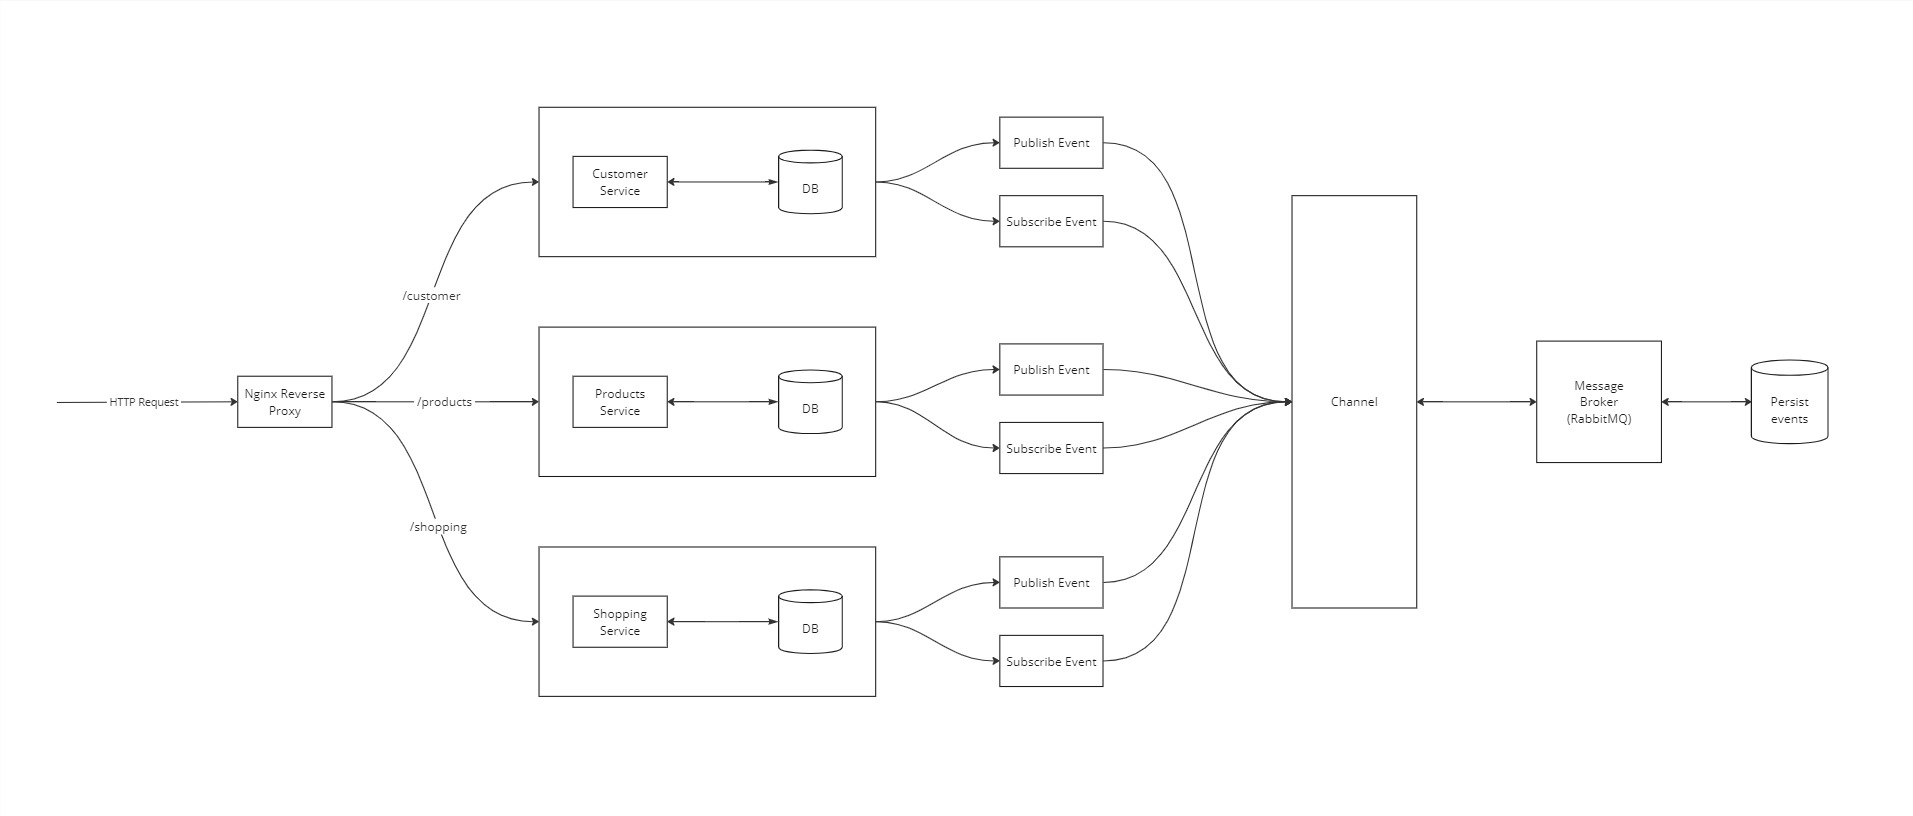 HTTP Request
Nginx Reverse
Proxy
/customer
/products
/shopping
Customer
Service
DB
Publish Event
Subscribe Event
Products
Service
DB
Publish Event
Subscribe Event
Shopping
Service
DB
Publish Event
Subscribe Event
Channel
Message
Broker
(RabbitMQ)
Persist
events